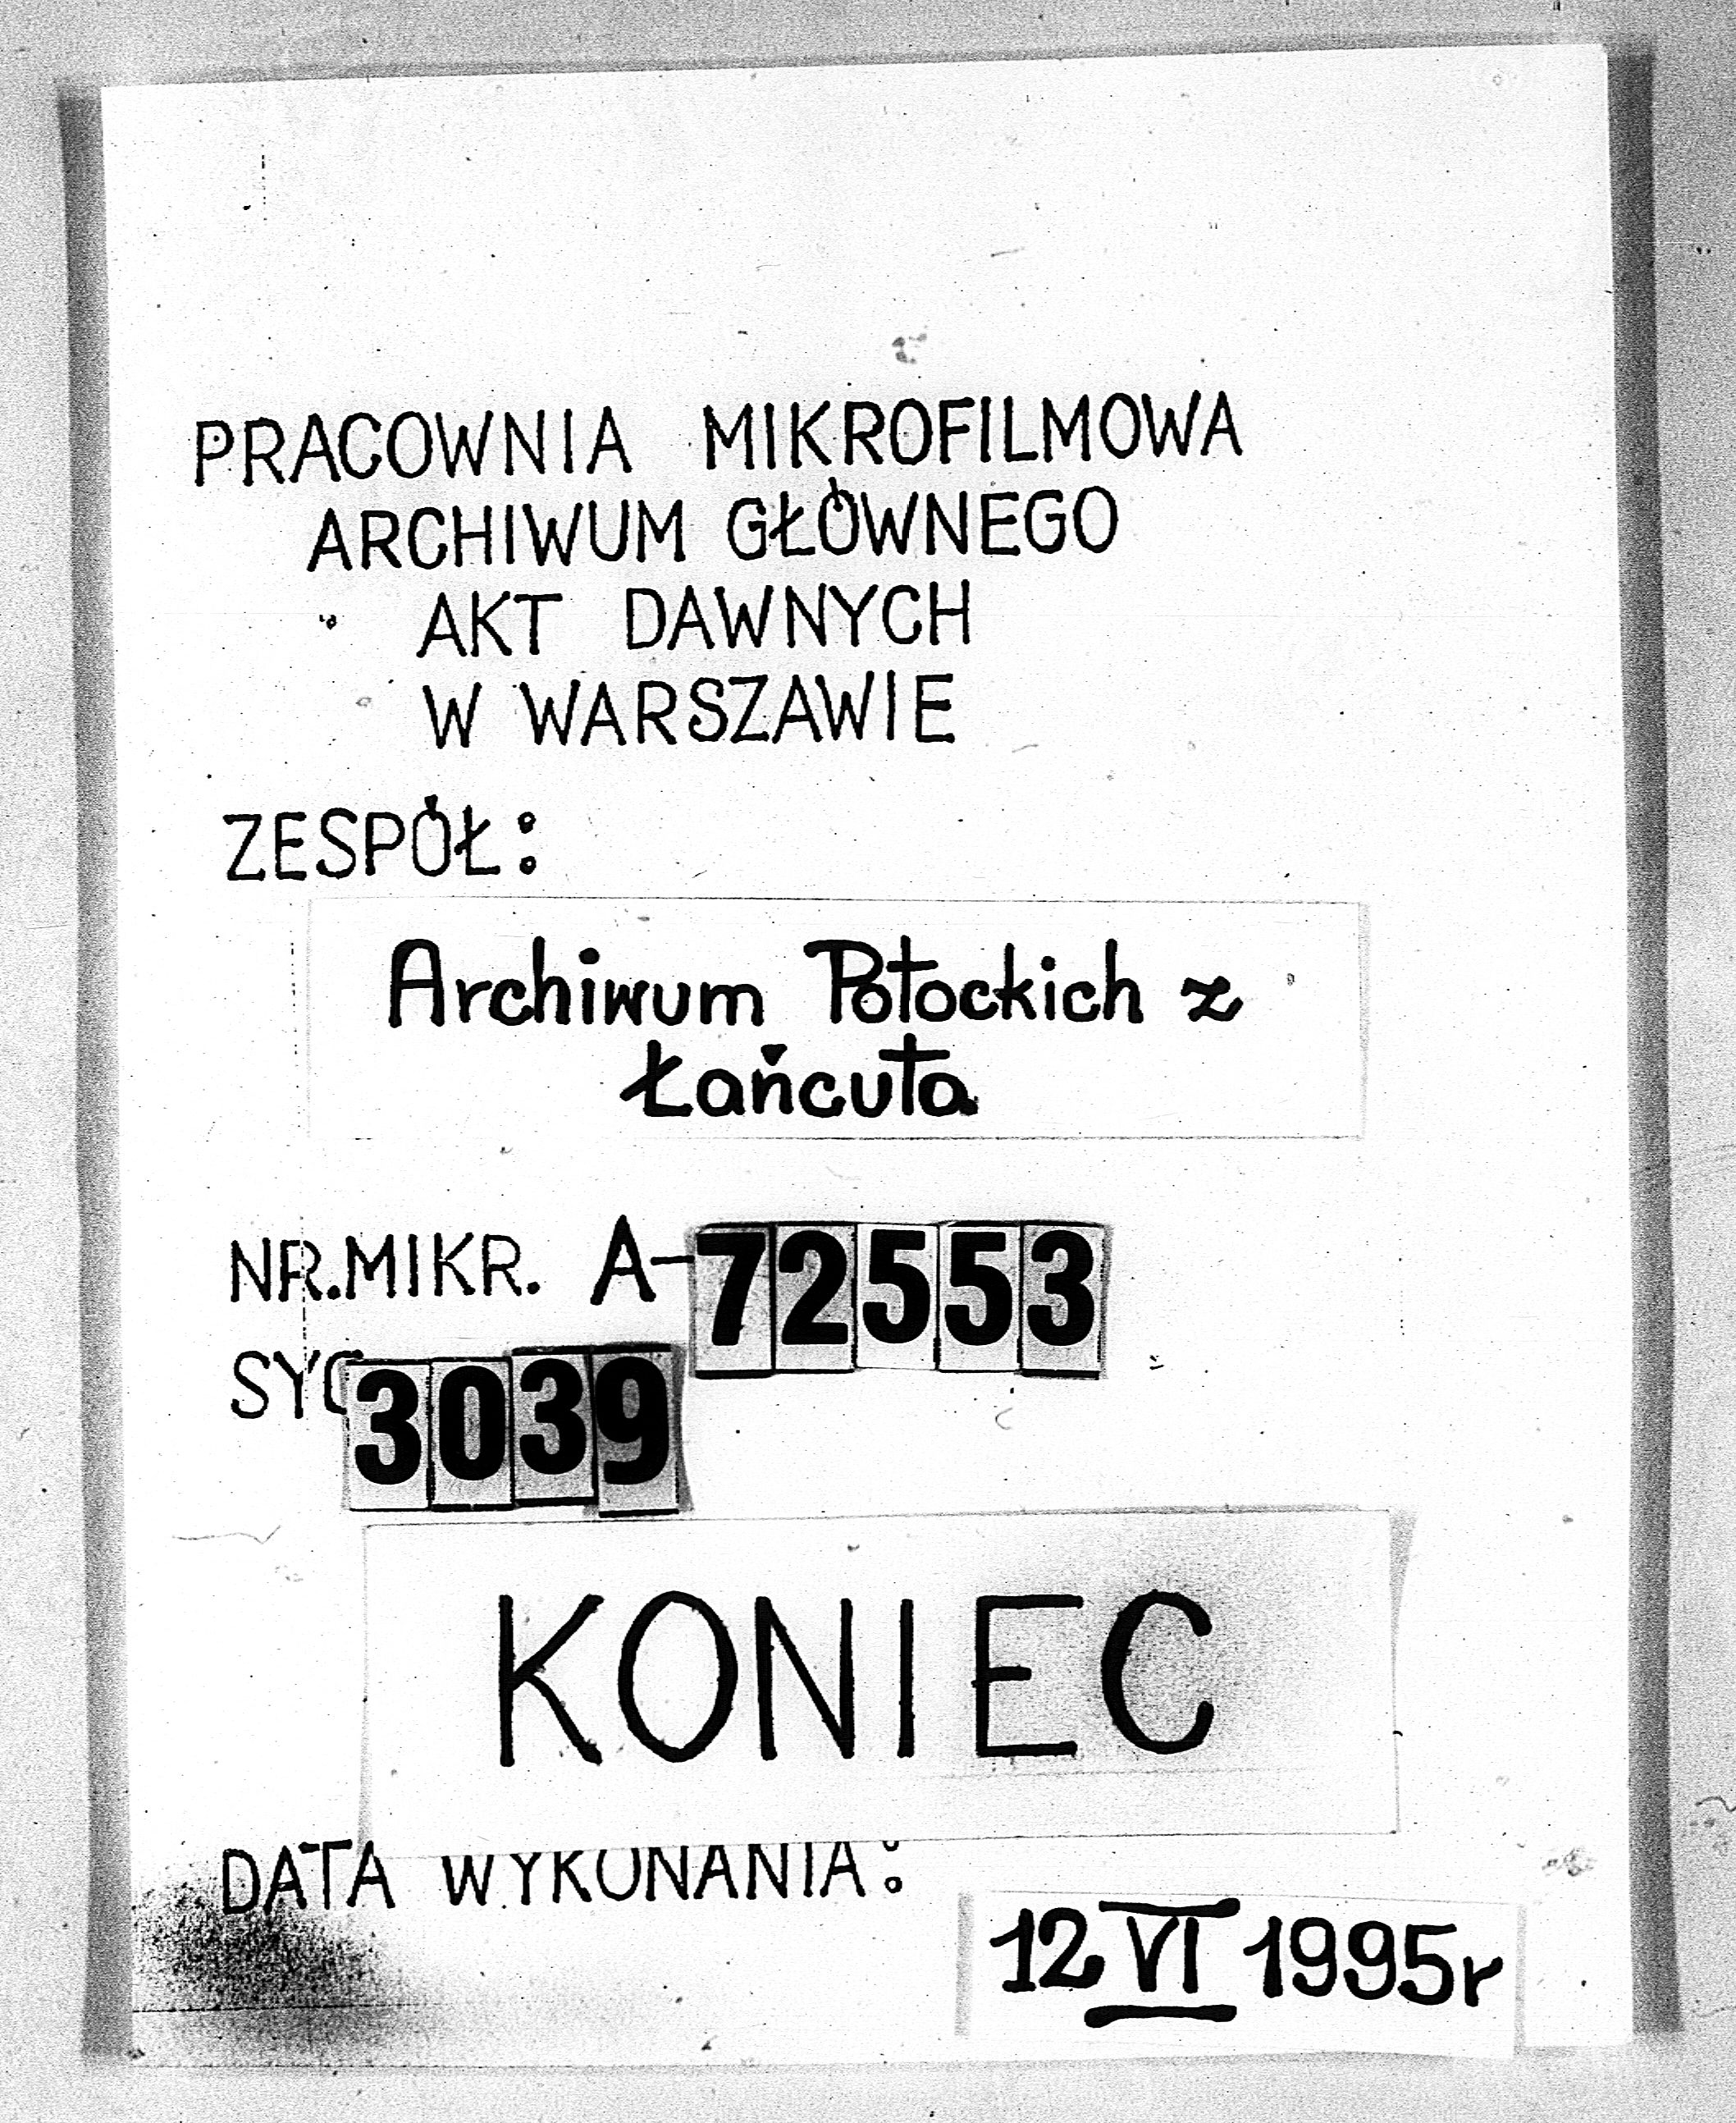 PRACOWNIA MIKROFILMOWA
ARCHIWUM GŁÓWNEGO
AKT DAWNYCH
W WARSZAWIE
ZESPÓŁ:
Archiwum Potockich z
Łańcuta
NR.MIKR. A-72553
SYG 3039
KONIEC
DATA WYKONANIA:
12 VI 1995r